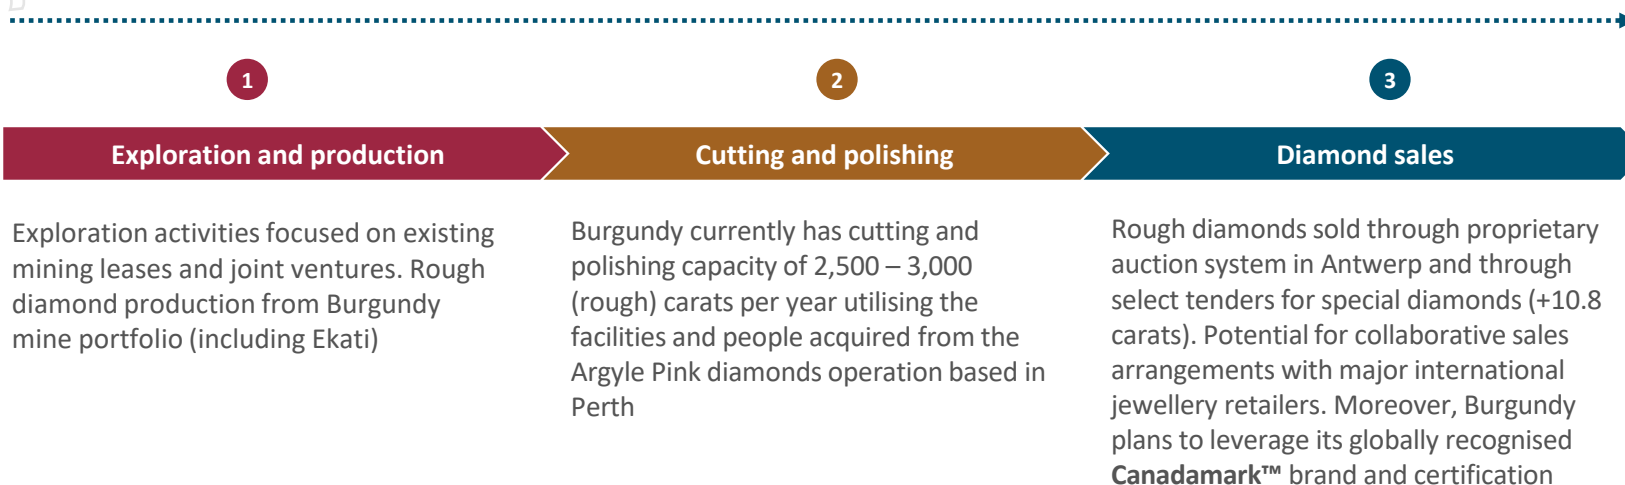 1
2
3
Exploration and production
Cutting and polishing
Diamond sales
Exploration activities focused on existing
mining leases and joint ventures. Rough
diamond production from Burgundy
mine portfolio (including Ekati)
Burgundy currently has cutting and
polishing capacity of 2,500 – 3,000
(rough) carats per year utilising the
facilities and people acquired from the
Argyle Pink diamonds operation based in
Perth
Rough diamonds sold through proprietary
auction system in Antwerp and through
select tenders for special diamonds (+10.8
carats). Potential for collaborative sales
arrangements with major international
jewellery retailers. Moreover, Burgundy
plans to leverage its globally recognised
Canadamark™ brand and certification